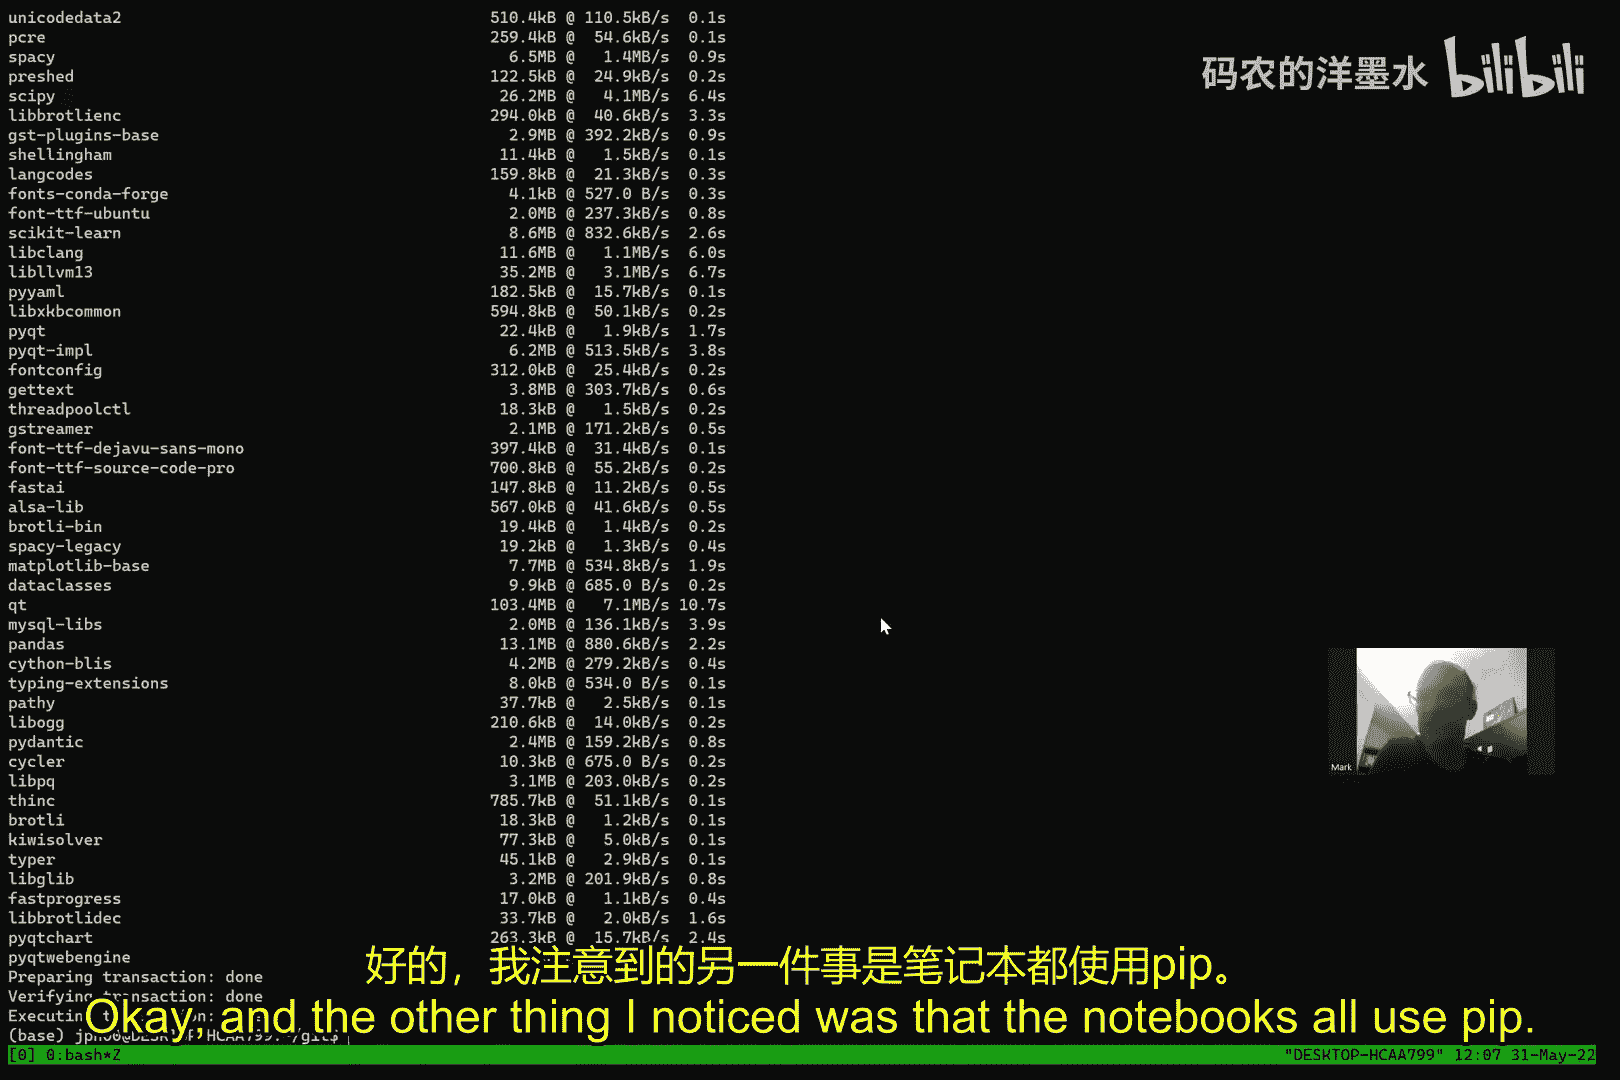 unicodedata2 510.4kB @ 110.5kB/s 0.1s
pcre 259.4kB @ 54.6kB/s 0.1s
spacy 6.5MB @ 1.4MB/s 0.9s
preshed 122.5kB @ 24.9kB/s 0.2s
scipy 26.2MB @ 4.1MB/s 6.4s
libbrotlienc 294.0kB @ 40.6kB/s 3.3s
gst-plugins-base 2.9MB @ 392.2kB/s 0.9s
shellingham 11.4kB @ 1.5kB/s 0.1s
langcodes 159.8kB @ 21.3kB/s 0.3s
fonts-conda-forge 4.1kB @ 527.0 B/s 0.3s
font-ttf-ubuntu 2.0MB @ 237.3kB/s 0.8s
scikit-learn 8.6MB @ 832.6kB/s 2.6s
libclang 11.6MB @ 1.1MB/s 6.0s
libllvm13 35.2MB @ 3.1MB/s 6.7s
pyyaml 182.5kB @ 15.7kB/s 0.1s
libxkbcommon 594.8kB @ 50.1kB/s 0.2s
pyqt 22.4kB @ 1.9kB/s 1.7s
pyqt-impl 6.2MB @ 513.5kB/s 3.8s
fontconfig 312.0kB @ 25.4kB/s 0.2s
gettext 3.8MB @ 303.7kB/s 0.6s
threadpoolctl 18.3kB @ 1.5kB/s 0.2s
gstreamer 2.1MB @ 171.2kB/s 0.5s
font-ttf-dejavu-sans-mono 397.4kB @ 31.4kB/s 0.1s
font-ttf-source-code-pro 700.8kB @ 55.2kB/s 0.2s
fastai 147.8kB @ 11.2kB/s 0.5s
alsa-lib 567.0kB @ 41.6kB/s 0.5s
brotli-bin 19.4kB @ 1.4kB/s 0.2s
spacy-legacy 19.2kB @ 1.3kB/s 0.4s
matplotlib-base 7.7MB @ 534.8kB/s 1.9s
dataclasses 9.9kB @ 685.0 B/s 0.2s
qt 103.4MB @ 7.1MB/s 10.7s
mysql-libs 2.0MB @ 136.1kB/s 3.9s
pandas 13.1MB @ 880.6kB/s 2.2s
cython-blis 4.2MB @ 279.2kB/s 0.4s
typing-extensions 8.0kB @ 534.0 B/s 0.1s
pathy 37.7kB @ 2.5kB/s 0.1s
libogg 210.6kB @ 14.0kB/s 0.2s
pydantic 2.4MB @ 159.2kB/s 0.8s
cycler 10.3kB @ 675.0 B/s 0.2s
libpq 3.1MB @ 203.0kB/s 0.2s
thinc 785.7kB @ 51.1kB/s 0.1s
brotli 18.3kB @ 1.2kB/s 0.1s
kiwisolver 77.3kB @ 5.0kB/s 0.1s
typer 45.1kB @ 2.9kB/s 0.1s
libglib 3.2MB @ 201.9kB/s 0.8s
fastprogress 17.0kB @ 1.1kB/s 0.4s
libbrotlidec 33.7kB @ 2.0kB/s 1.6s
pyqtchart 263.3kB @ 15.7kB/s 2.4s
pyqtwebengine
Preparing transaction: done
Verifying transaction: done
(base)
[0] 0:bash*Z "DESKTOP-HCAA799" 12:07 31-May-22
码农的洋墨水 bilibili
Mark
好的，我注意到的另一件事是笔记本都使用pip。
Okay, and the other thing I noticed was that the notebooks all use pip.